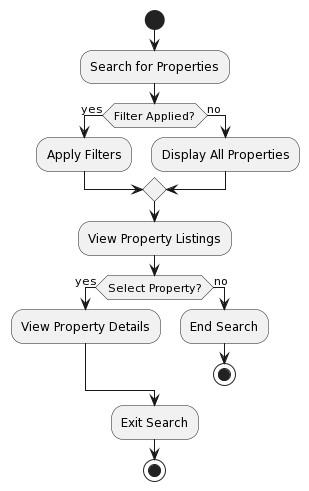 Search for Properties
yes
Filter Applied?
no
Apply Filters
Display All Properties
View Property Listings
yes
Select Property?
no
View Property Details
End Search
Exit Search